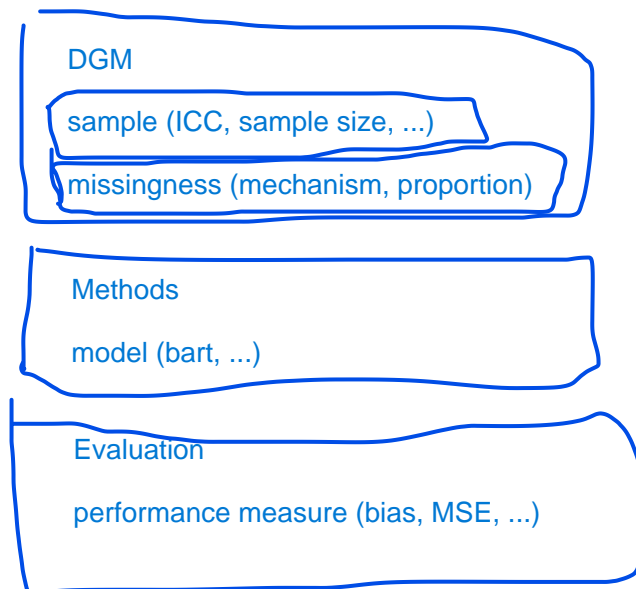 DGM
sample (ICC, sample size, ...)
missingness (mechanism, proportion)
Methods
model (bart, ...)
Evaluation
performance measure (bias, MSE, ...)